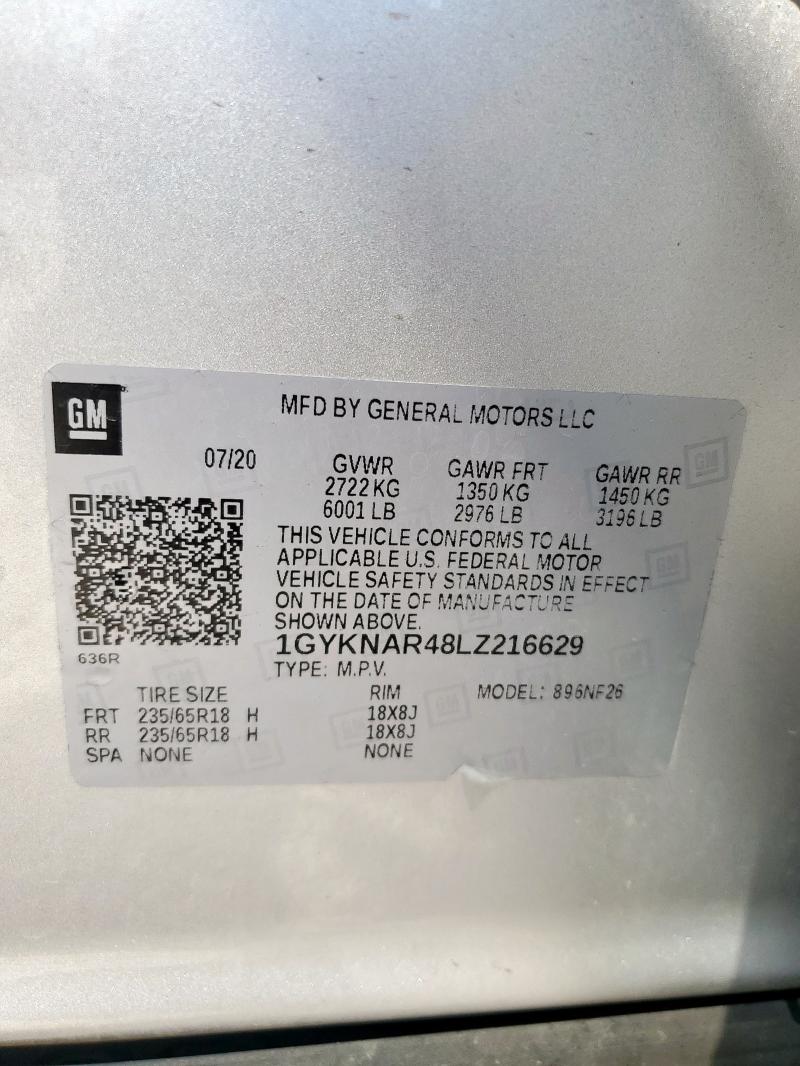 GM
MFD BY GENERAL MOTORS LLC
07/20 GVWR GAWR FRT GAWR RR
2722 KG 1350 KG 1450 KG
6001 LB 2976 LB 3196 LB
THIS VEHICLE CONFORMS TO ALL
APPLICABLE U.S. FEDERAL MOTOR
VEHICLE SAFETY STANDARDS IN EFFECT
ON THE DATE OF MANUFACTURE
SHOWN ABOVE.
636R
1GYKNAR48LZ216629
TYPE: M.P.V.
TIRE SIZE RIM MODEL: 896NF26
FRT 235/65R18 H 18X8J
RR 235/65R18 H 18X8J
SPA NONE NONE